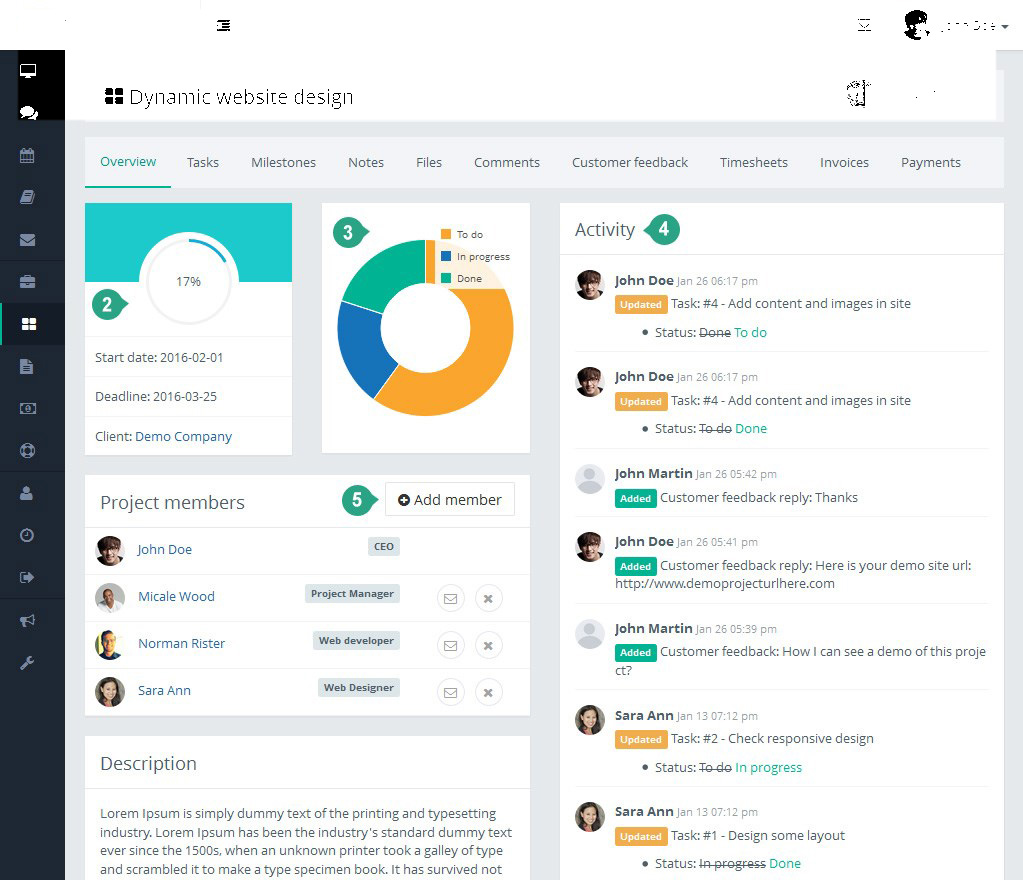 John Doe
Dynamic website design
Overview Tasks Milestones Notes Files Comments Customer feedback Timesheets Invoices Payments
17%
2
Start date: 2016-02-01
Deadline: 2016-03-25
Client: Demo Company
3
To do
In progress
Done
Project members
5
Add member
John Doe CEO
Micale Wood Project Manager
Norman Rister Web developer
Sara Ann Web Designer
Description
Lorem Ipsum is simply dummy text of the printing and typesetting
industry. Lorem Ipsum has been the industry's standard dummy text
ever since the 1500s, when an unknown printer took a galley of type
and scrambled it to make a type specimen book. It has survived not
Activity 4
John Doe Jan 26 06:17 pm
Updated Task: #4 - Add content and images in site
Status: Done To do
John Doe Jan 26 06:17 pm
Updated Task: #4 - Add content and images in site
Status: To do Done
John Martin Jan 26 05:42 pm
Added Customer feedback reply: Thanks
John Doe Jan 26 05:41 pm
Added Customer feedback reply: Here is your demo site url:
http://www.demoprojecturlhere.com
John Martin Jan 26 05:39 pm
Added Customer feedback: How I can see a demo of this proje
ct?
Sara Ann Jan 13 07:12 pm
Updated Task: #2 - Check responsive design
Status: To do In progress
Sara Ann Jan 13 07:12 pm
Updated Task: #1 - Design some layout
Status: In progress Done